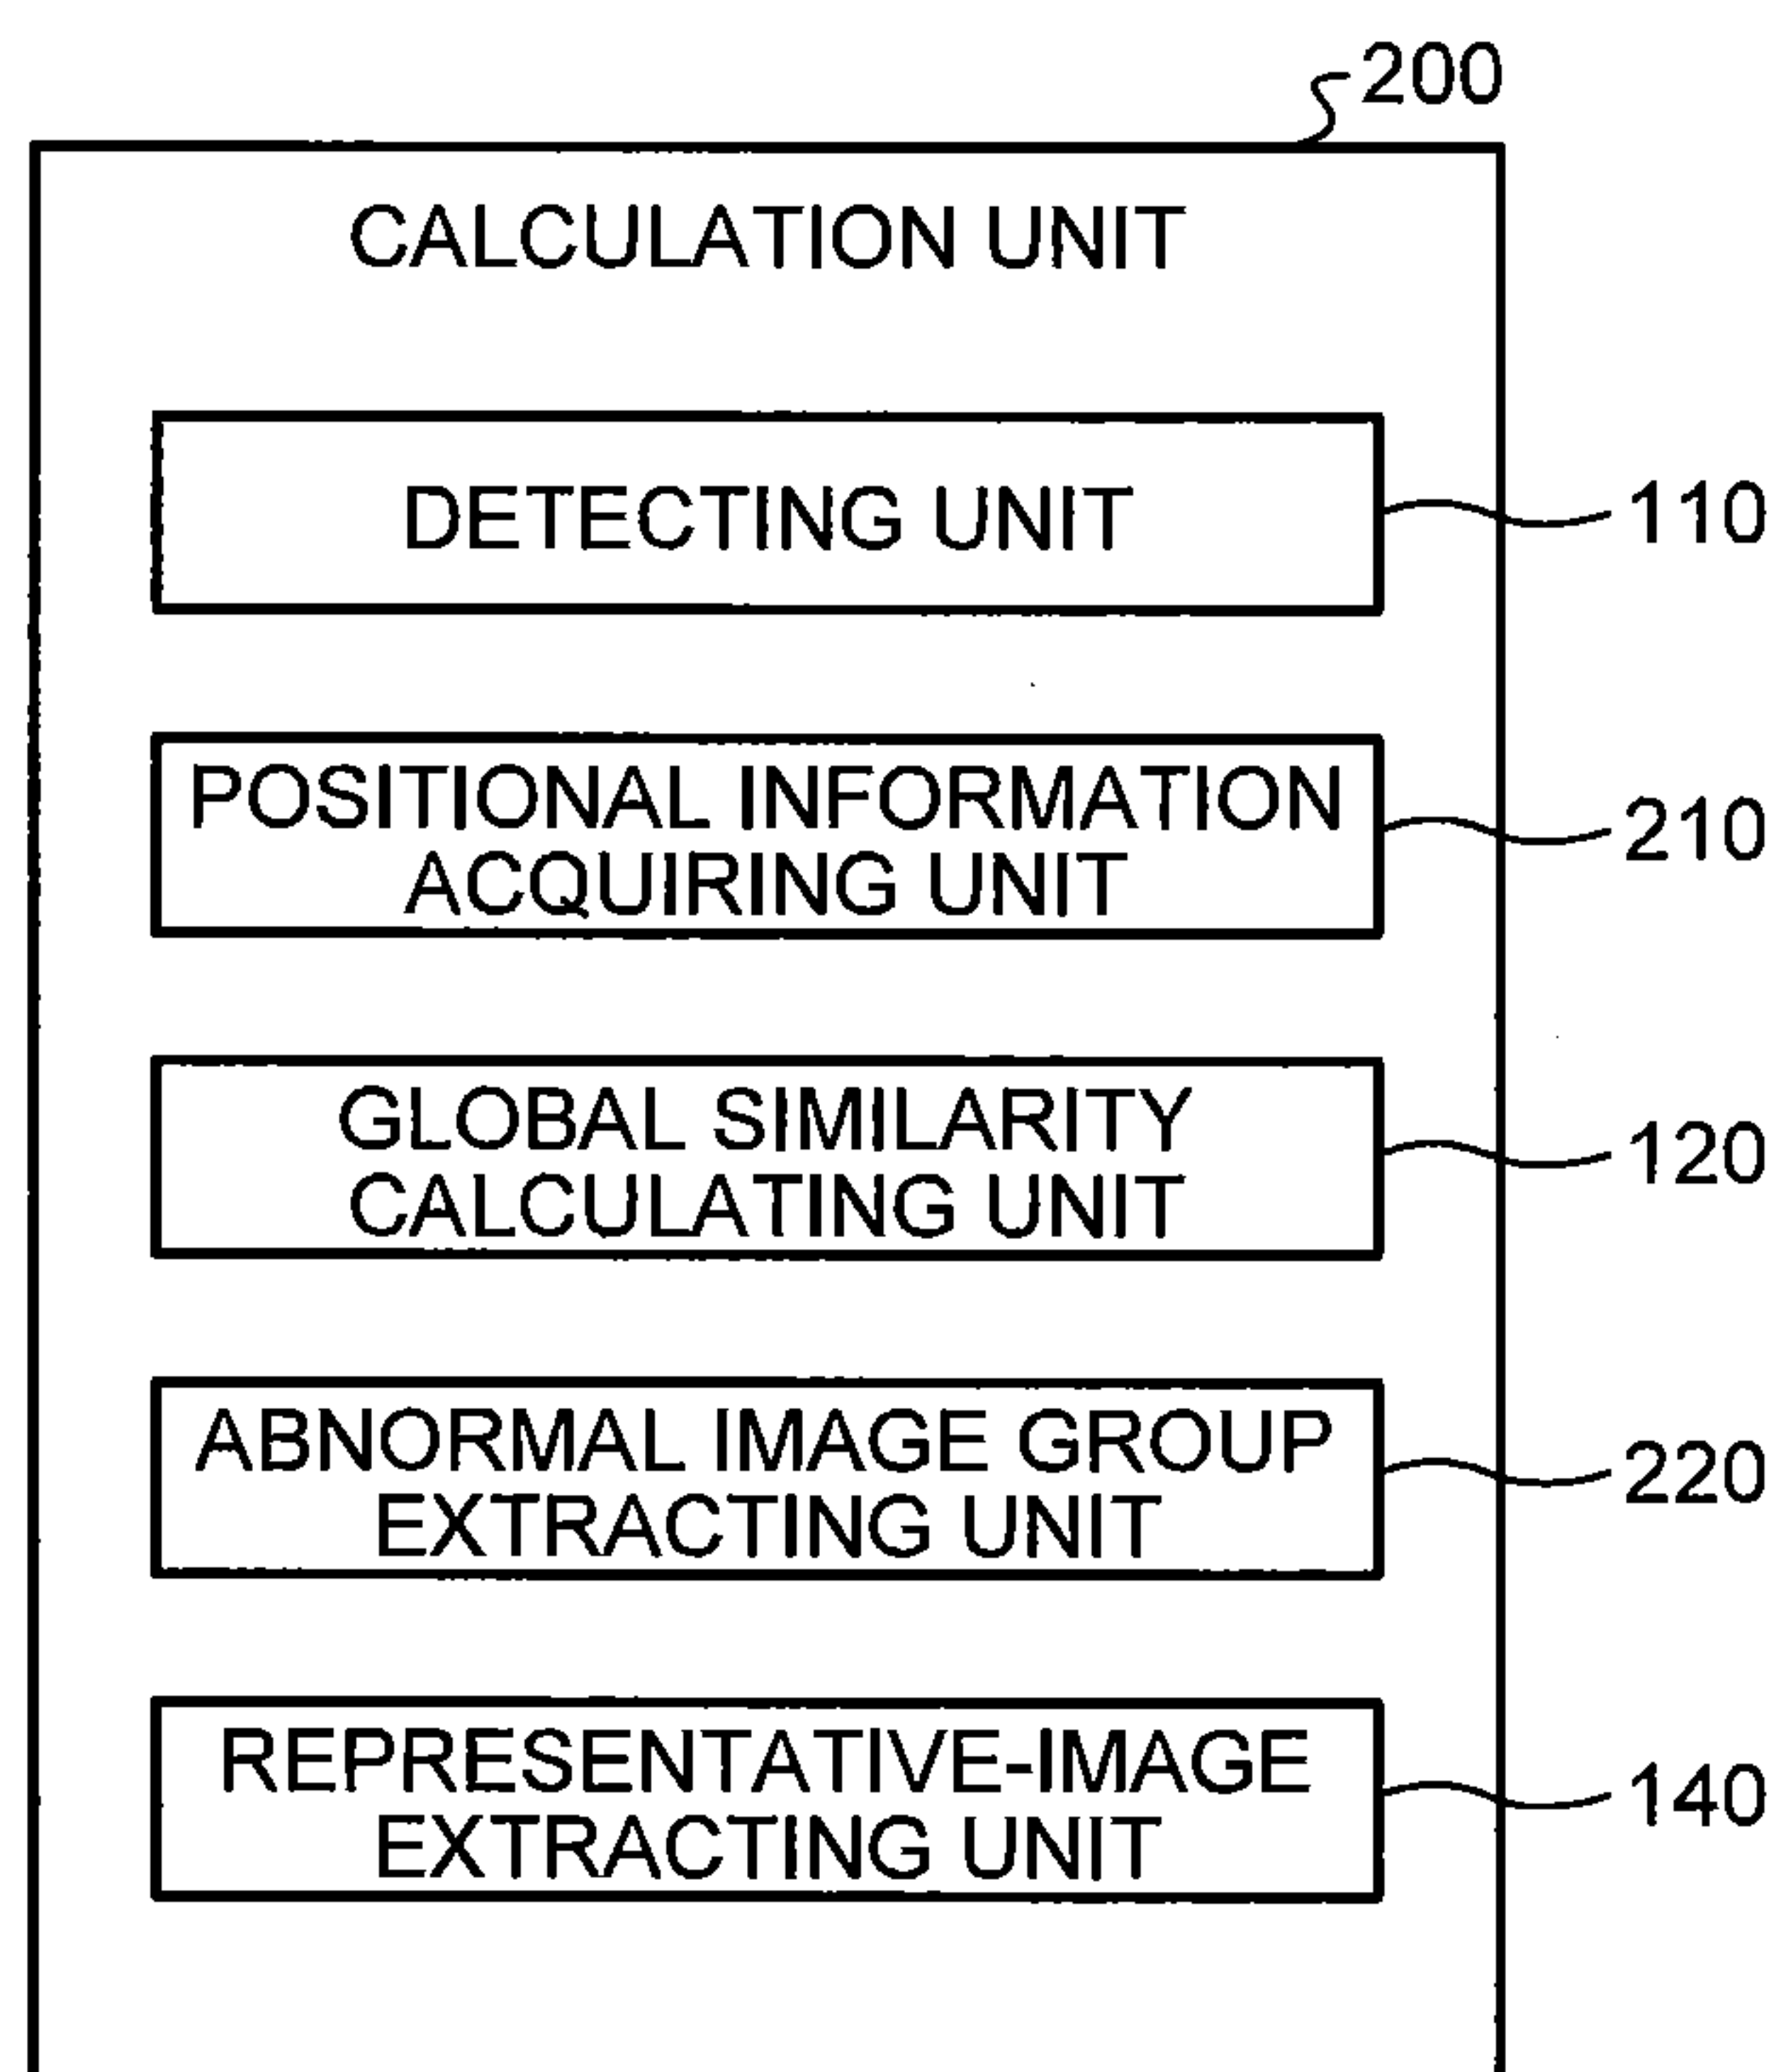 200
CALCULATION UNIT
DETECTING UNIT
110
POSITIONAL INFORMATION
ACQUIRING UNIT
210
GLOBAL SIMILARITY
CALCULATING UNIT
120
ABNORMAL IMAGE GROUP
EXTRACTING UNIT
220
REPRESENTATIVE-IMAGE
EXTRACTING UNIT
140